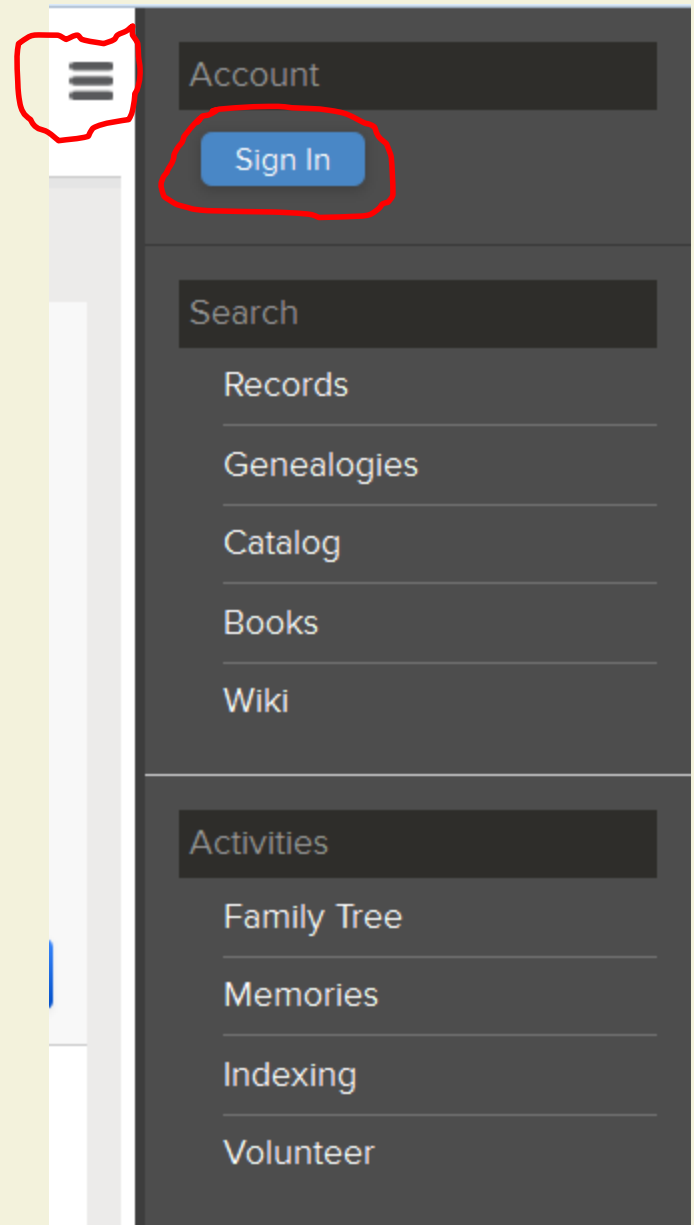 Account
Sign In
Search
Records
Genealogies
Catalog
Books
Wiki
Activities
Family Tree
Memories
Indexing
Volunteer